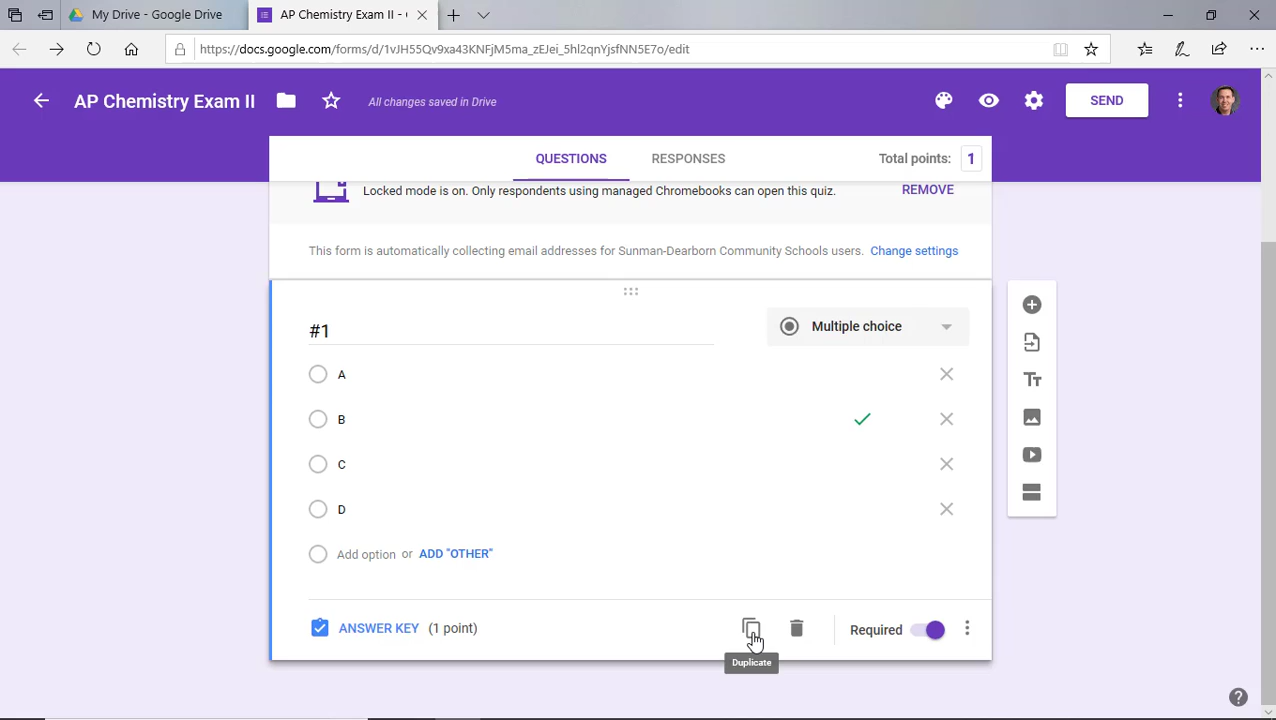 My Drive - Google Drive
AP Chemistry Exam II -
https://docs.google.com/forms/d/1vJH55Qv9xa43KNFjM5ma_zEJei_5hl2qnYjsfNN5E7o/edit
AP Chemistry Exam II
All changes saved in Drive
SEND
QUESTIONS
RESPONSES
Total points: 1
Locked mode is on. Only respondents using managed Chromebooks can open this quiz.
REMOVE
This form is automatically collecting email addresses for Sunman-Dearborn Community Schools users. Change settings
#1
Multiple choice
A
B
C
D
Add option or ADD "OTHER"
ANSWER KEY (1 point)
Required
Duplicate